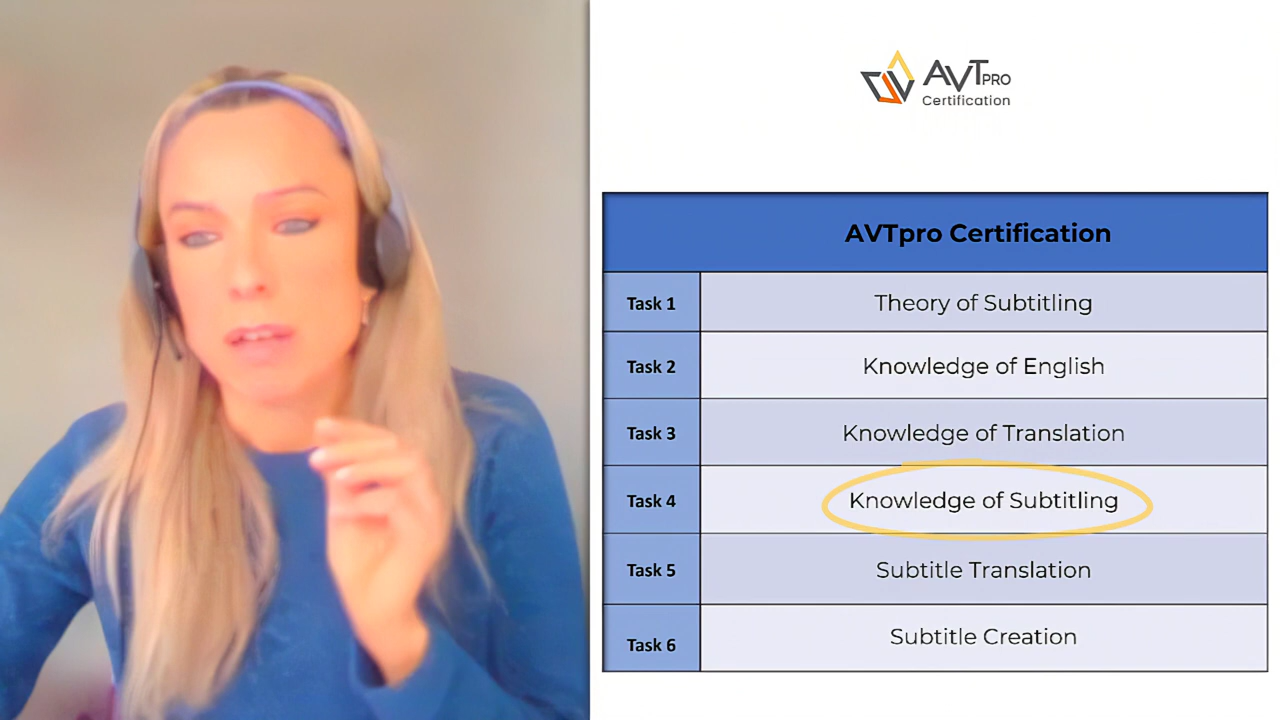 AVTPRO
Certification
AVTpro Certification
Task 1 Theory of Subtitling
Task 2 Knowledge of English
Task 3 Knowledge of Translation
Task 4 Knowledge of Subtitling
Task 5 Subtitle Translation
Task 6 Subtitle Creation